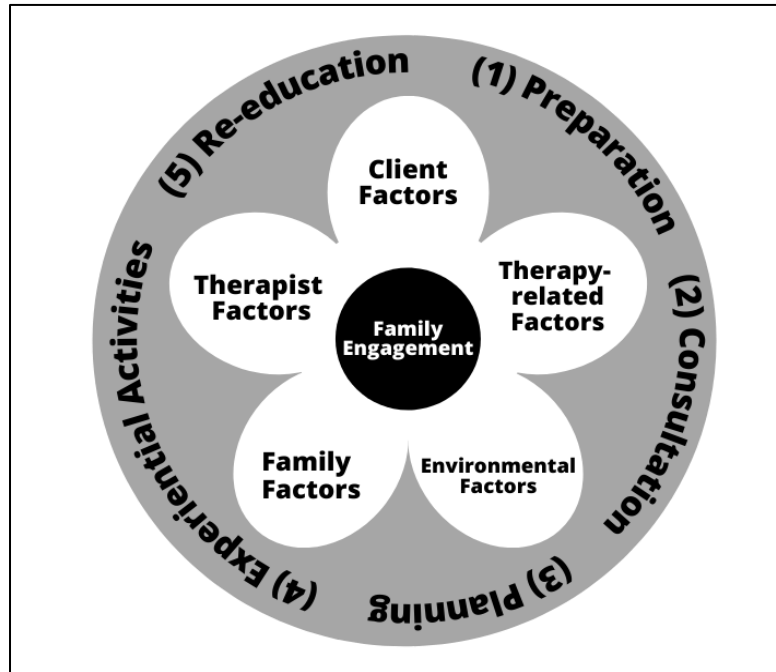 (1) Preparation
(2) Consultation
(3) Planning
(4) Experiential Activities
(5) Re-education
Client
Factors
Therapy-
related
Factors
Environmental
Factors
Family
Factors
Therapist
Factors
Family
Engagement